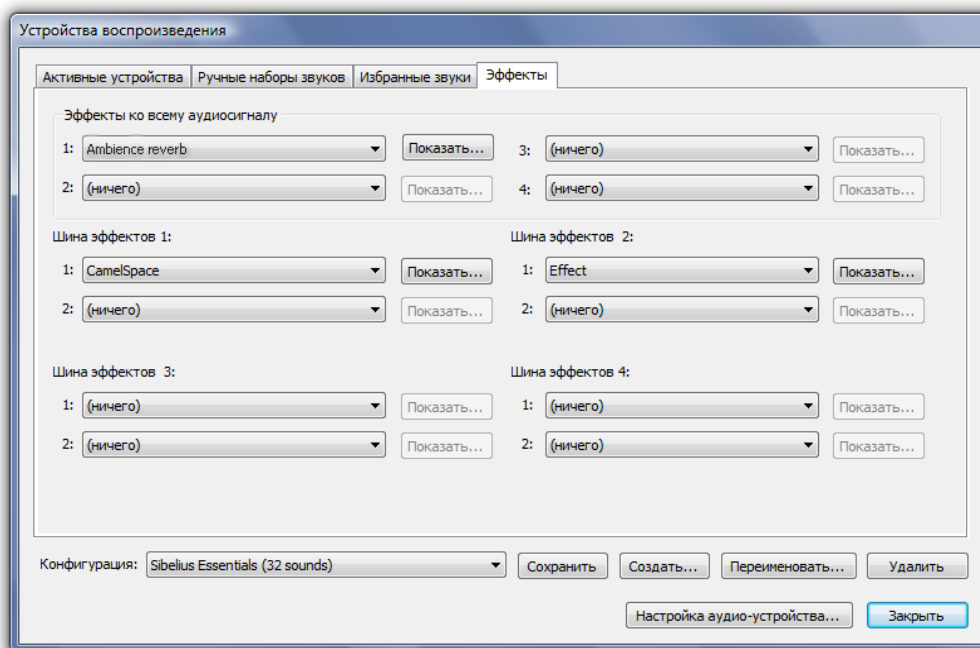 Устройства воспроизведения
Активные устройства Ручные наборы звуков Избранные звуки Эффекты
Эффекты ко всему аудиосигналу
1: Ambience reverb Показать... 3: (ничего) Показать...
2: (ничего) Показать... 4: (ничего) Показать...
Шина эффектов 1: Шина эффектов 2:
1: CamelSpace Показать... 1: Effect Показать...
2: (ничего) Показать... 2: (ничего) Показать...
Шина эффектов 3: Шина эффектов 4:
1: (ничего) Показать... 1: (ничего) Показать...
2: (ничего) Показать... 2: (ничего) Показать...
Конфигурация: Sibelius Essentials (32 sounds) Сохранить Создать... Переименовать... Удалить
Настройка аудио-устройства... Закрыть